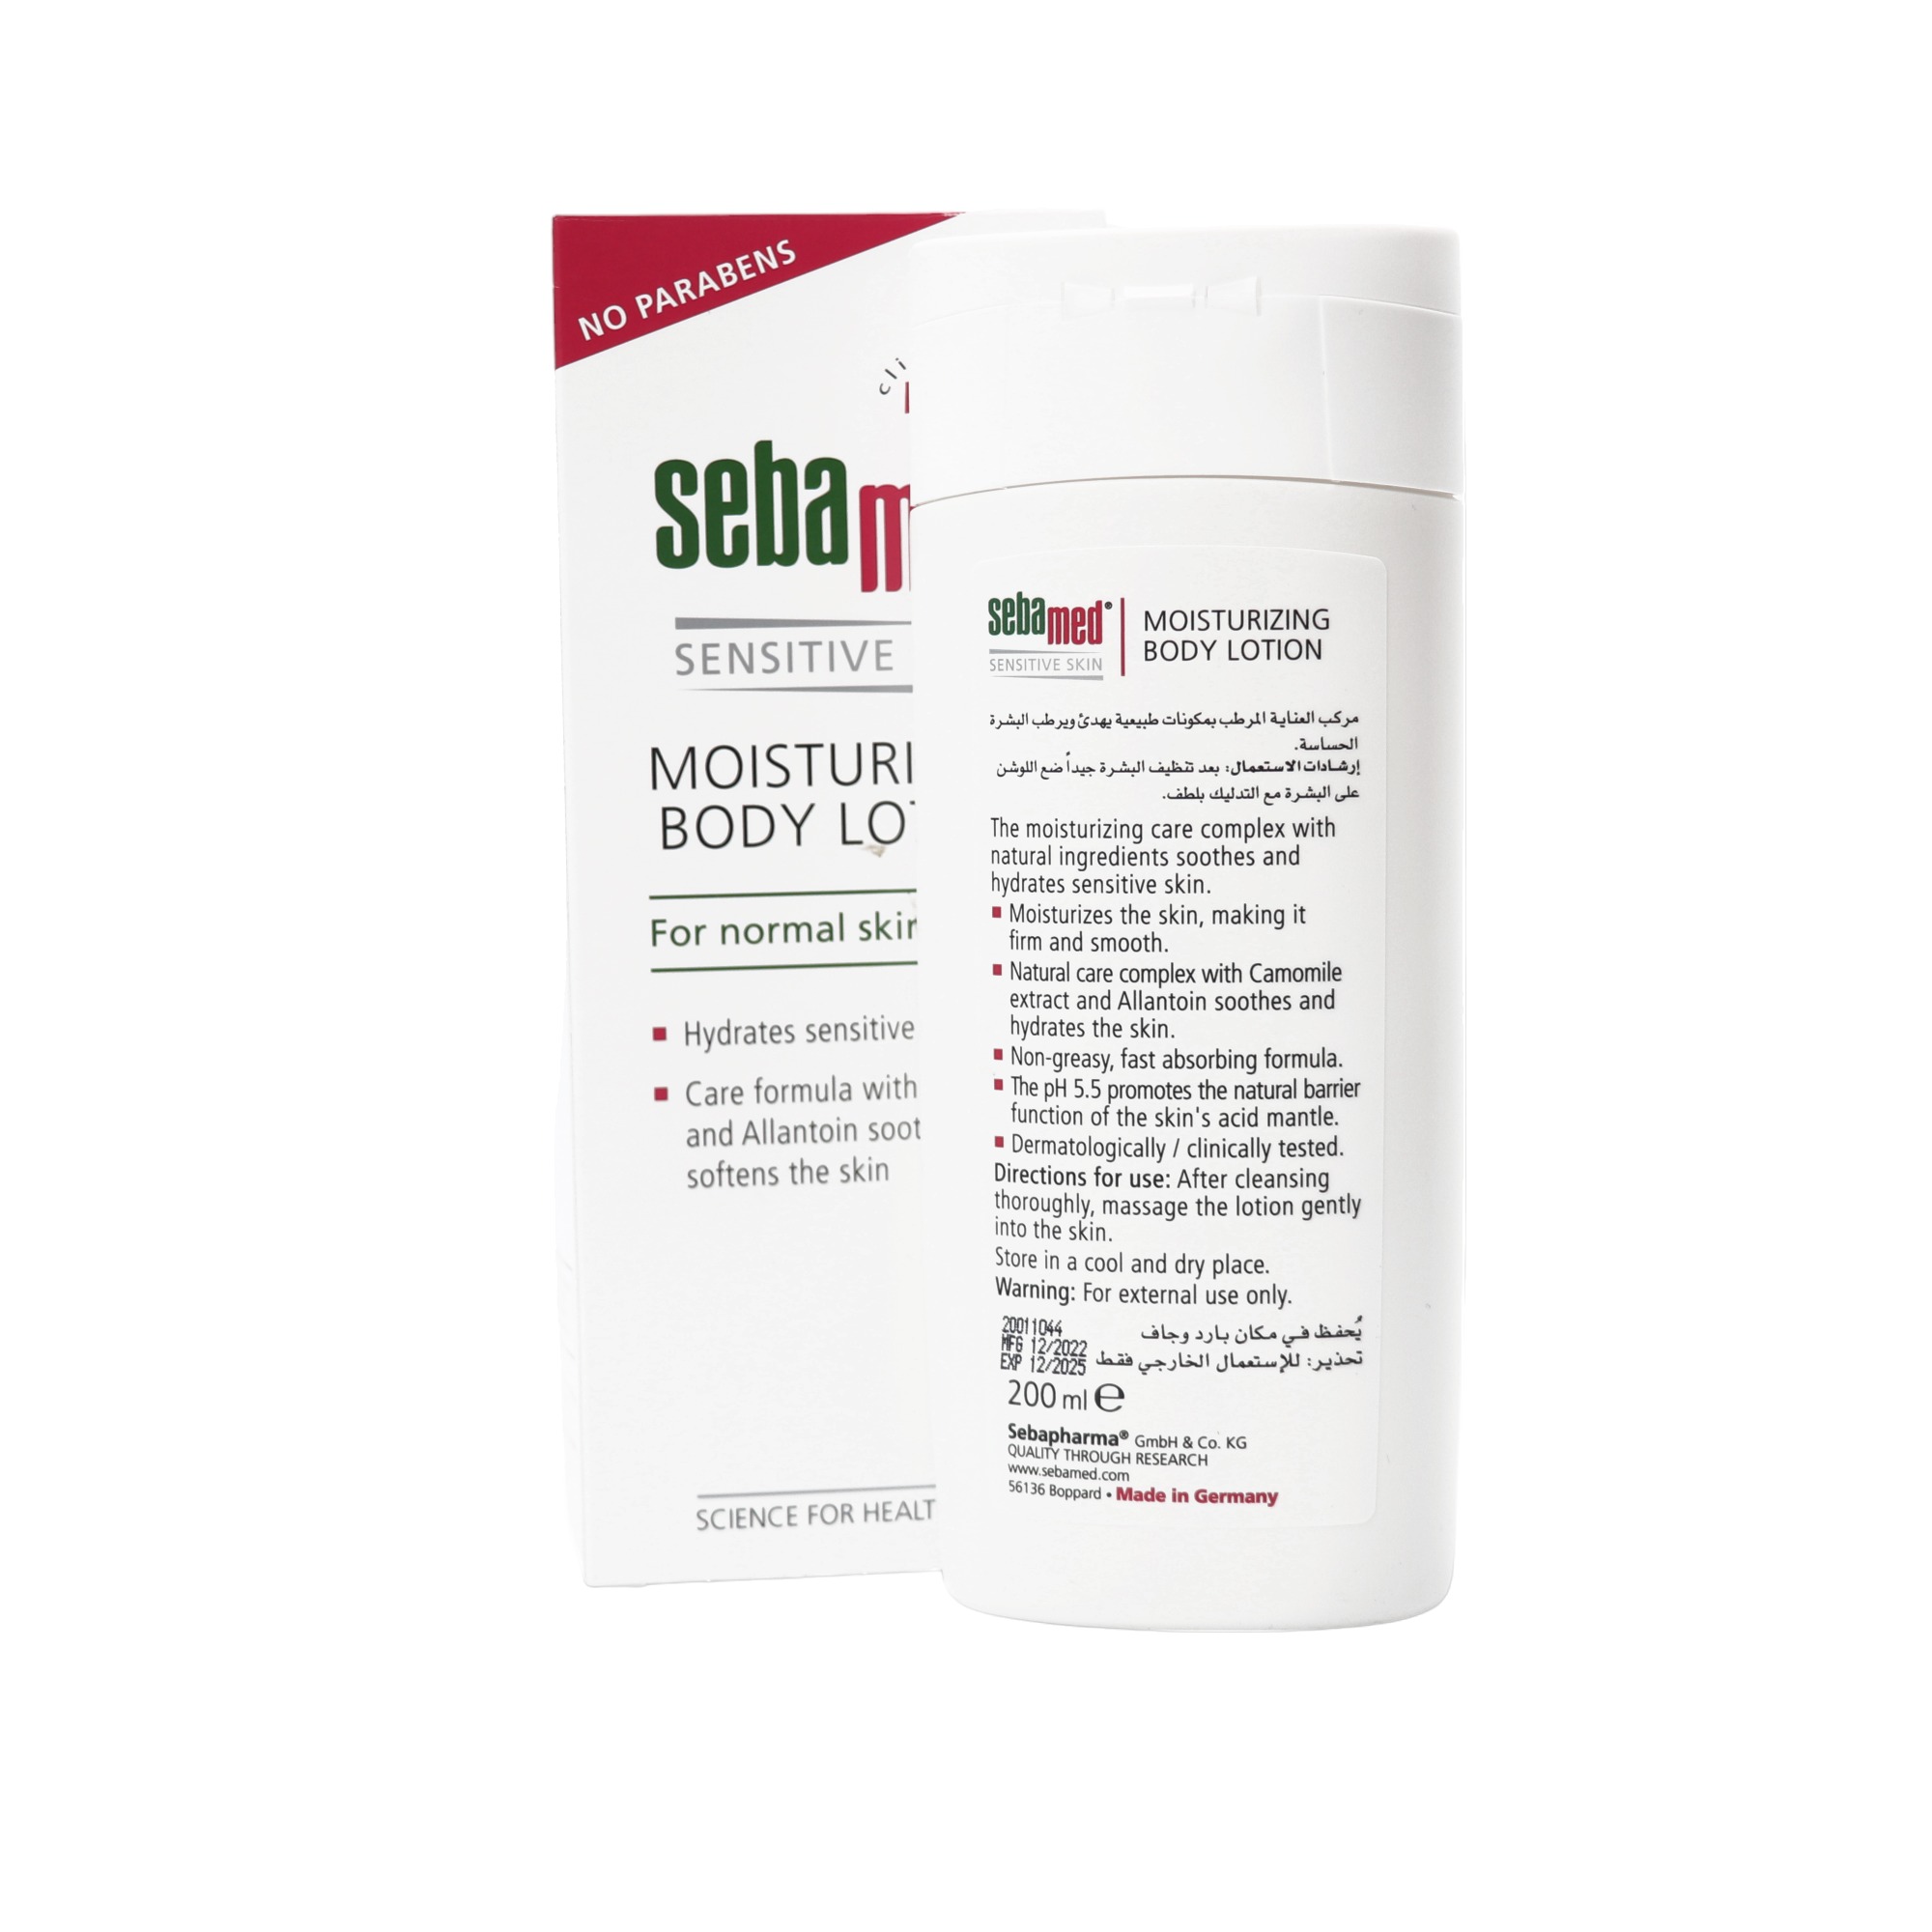 NO PARABENS
cli
sebam
SENSITIVE
MOISTURI
BODY LOT
For normal skin
Hydrates sensitive
Care formula with
and Allantoin soot
softens the skin
SCIENCE FOR HEALT
sebamed®
SENSITIVE SKIN
MOISTURIZING
BODY LOTION
مركب العناية المرطب بمكونات طبيعية يهدئ ويرطب البشرة
الحساسة.
إرشادات الاستعمال: بعد تنظيف البشرة جيداً ضع اللوشن
على البشرة مع التدليك بلطف.
The moisturizing care complex with
natural ingredients soothes and
hydrates sensitive skin.
Moisturizes the skin, making it
firm and smooth.
Natural care complex with Camomile
extract and Allantoin soothes and
hydrates the skin.
Non-greasy, fast absorbing formula.
The pH 5.5 promotes the natural barrier
function of the skin's acid mantle.
Dermatologically / clinically tested.
Directions for use: After cleansing
thoroughly, massage the lotion gently
into the skin.
Store in a cool and dry place.
Warning: For external use only.
20011044
MFG 12/2022
EXP 12/2025
يُحفظ في مكان بارد وجاف
تحذير: للإستعمال الخارجي فقط
200 ml ℮
Sebapharma® GmbH & Co. KG
QUALITY THROUGH RESEARCH
www.sebamed.com
56136 Boppard • Made in Germany